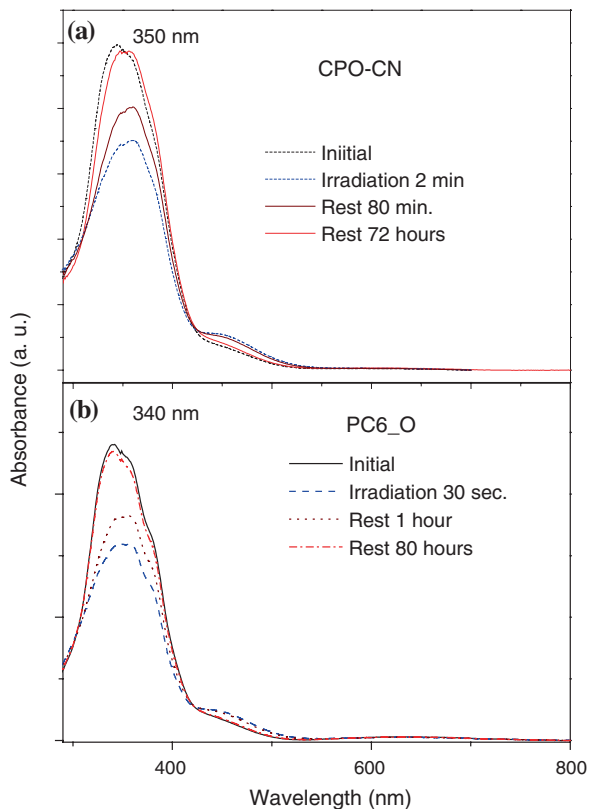 (a)
350 nm
CPO-CN
Iniitial
Irradiation 2 min
Rest 80 min.
Rest 72 hours
Absorbance (a. u.)
(b)
340 nm
PC6_O
Initial
Irradiation 30 sec.
Rest 1 hour
Rest 80 hours
400
600
800
Wavelength (nm)